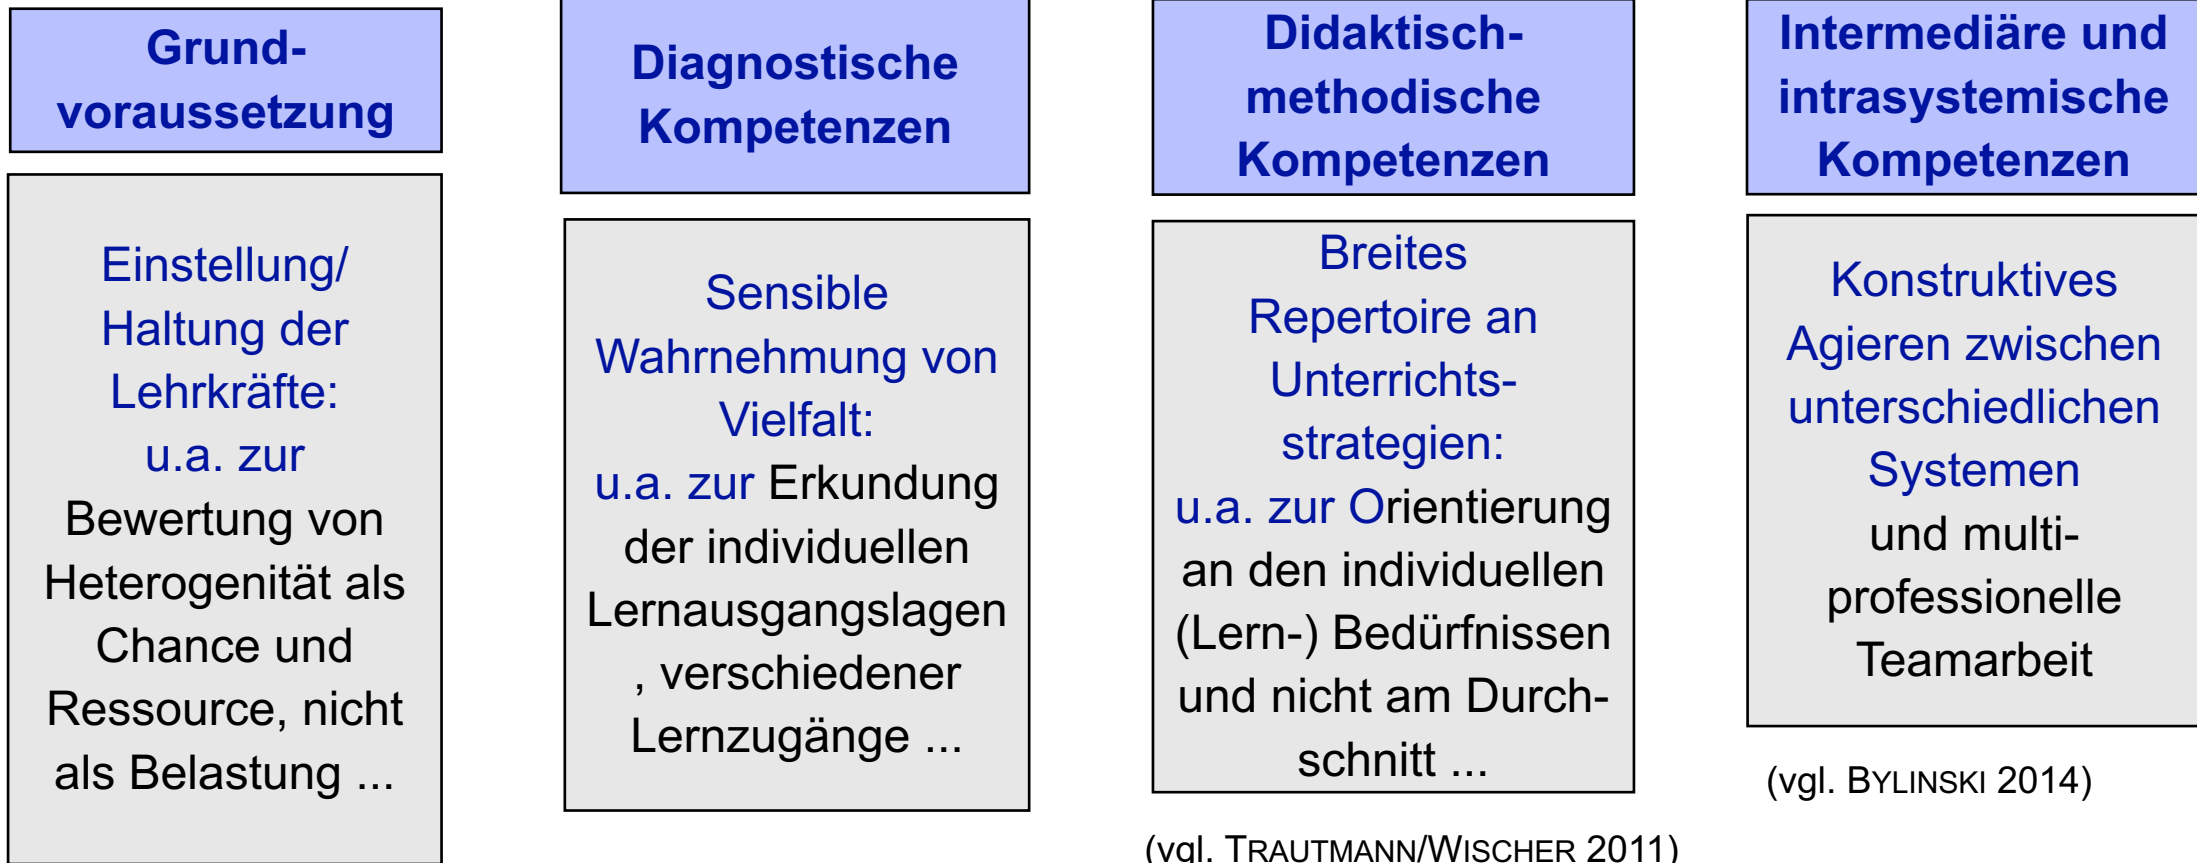 Grund-
voraussetzung
Einstellung/
Haltung der
Lehrkräfte:
u.a. zur
Bewertung von
Heterogenität als
Chance und
Ressource, nicht
als Belastung ...
Diagnostische
Kompetenzen
Sensible
Wahrnehmung von
Vielfalt:
u.a. zur Erkundung
der individuellen
Lernausgangslagen
, verschiedener
Lernzugänge ...
Didaktisch-
methodische
Kompetenzen
Breites
Repertoire an
Unterrichts-
strategien:
u.a. zur Orientierung
an den individuellen
(Lern-) Bedürfnissen
und nicht am Durch-
schnitt ...
(vgl. TRAUTMANN/WISCHER 2011)
Intermediäre und
intrasystemische
Kompetenzen
Konstruktives
Agieren zwischen
unterschiedlichen
Systemen
und multi-
professionelle
Teamarbeit
(vgl. BYLINSKI 2014)